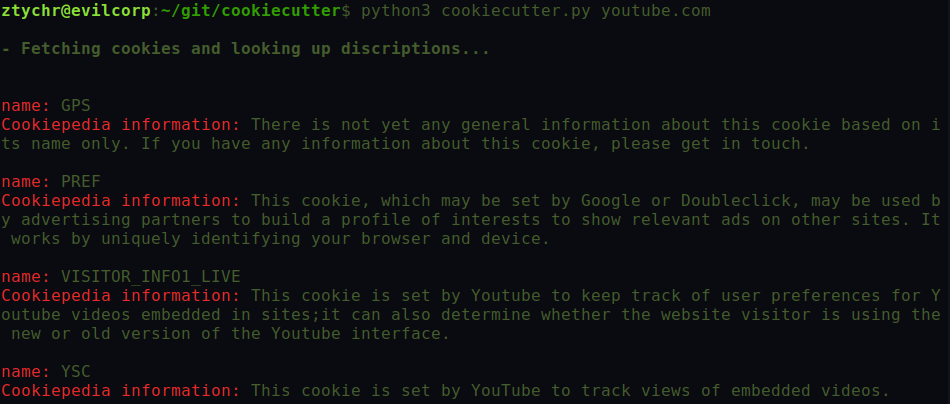 ztychr@evilcorp:~/git/cookiecutter$ python3 cookiecutter.py youtube.com
- Fetching cookies and looking up discriptions...
name: GPS
Cookiepedia information: There is not yet any general information about this cookie based on i
ts name only. If you have any information about this cookie, please get in touch.
name: PREF
Cookiepedia information: This cookie, which may be set by Google or Doubleclick, may be used b
y advertising partners to build a profile of interests to show relevant ads on other sites. It
 works by uniquely identifying your browser and device.
name: VISITOR_INFO1_LIVE
Cookiepedia information: This cookie is set by Youtube to keep track of user preferences for Y
outube videos embedded in sites;it can also determine whether the website visitor is using the
 new or old version of the Youtube interface.
name: YSC
Cookiepedia information: This cookie is set by YouTube to track views of embedded videos.